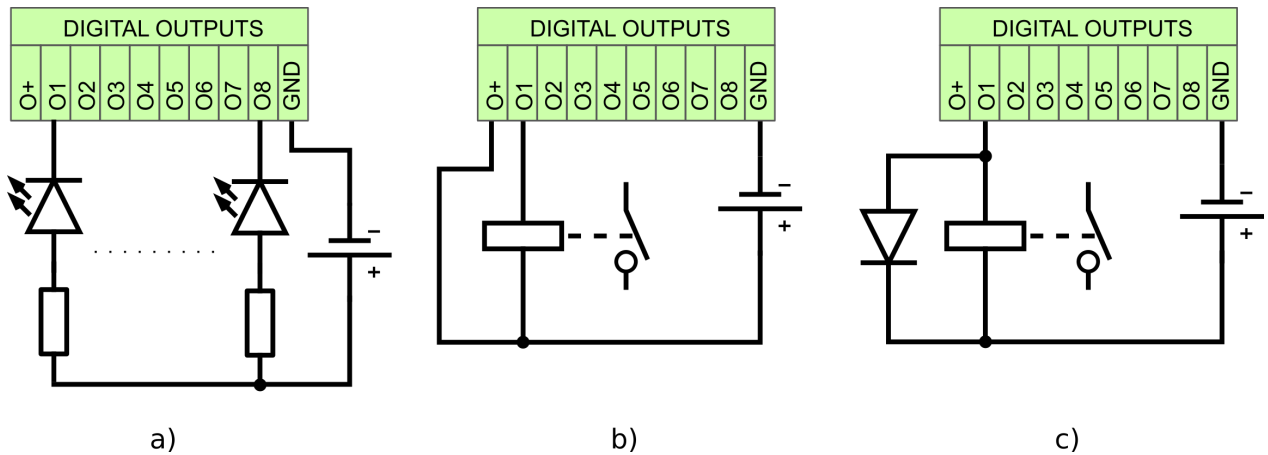 DIGITAL OUTPUTS
O+ O1 O2 O3 O4 O5 O6 O7 O8 GND
−
+
a)
DIGITAL OUTPUTS
O+ O1 O2 O3 O4 O5 O6 O7 O8 GND
−
+
b)
DIGITAL OUTPUTS
O+ O1 O2 O3 O4 O5 O6 O7 O8 GND
−
+
c)